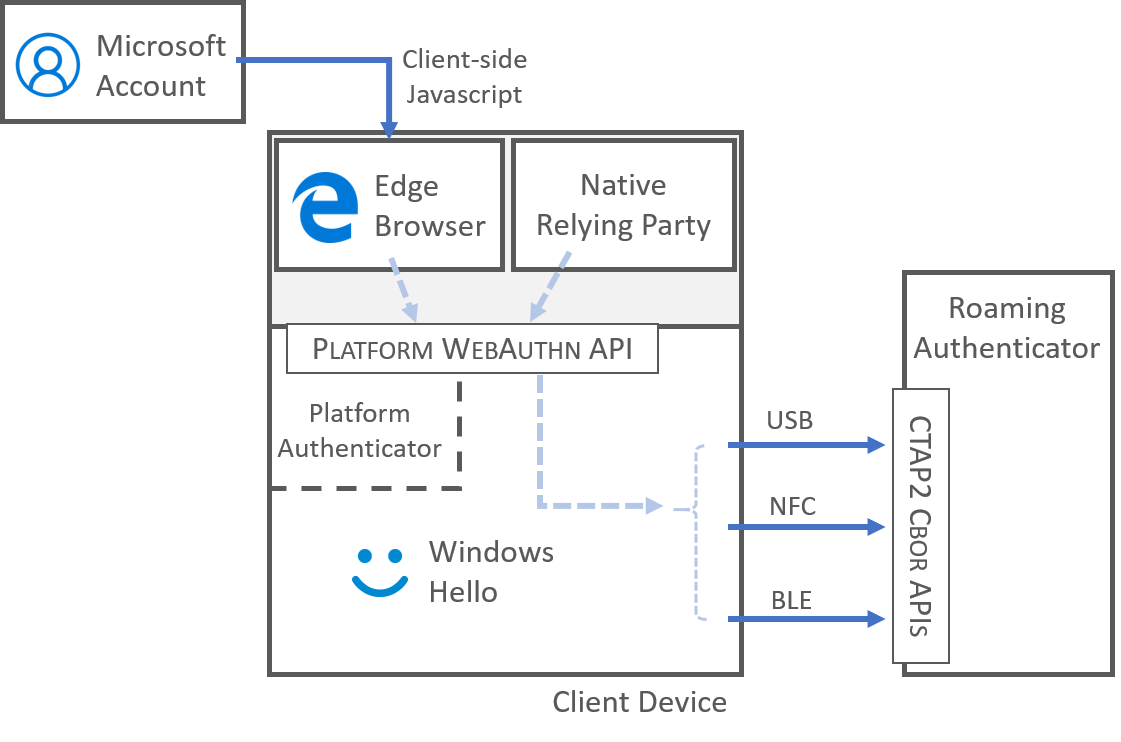 Microsoft
Account
Client-side
Javascript
Edge
Browser
Native
Relying Party
PLATFORM WEBAUTHN API
Platform
Authenticator
Windows
Hello
Client Device
USB
NFC
BLE
Roaming
Authenticator
CTAP2 CBOR APIS